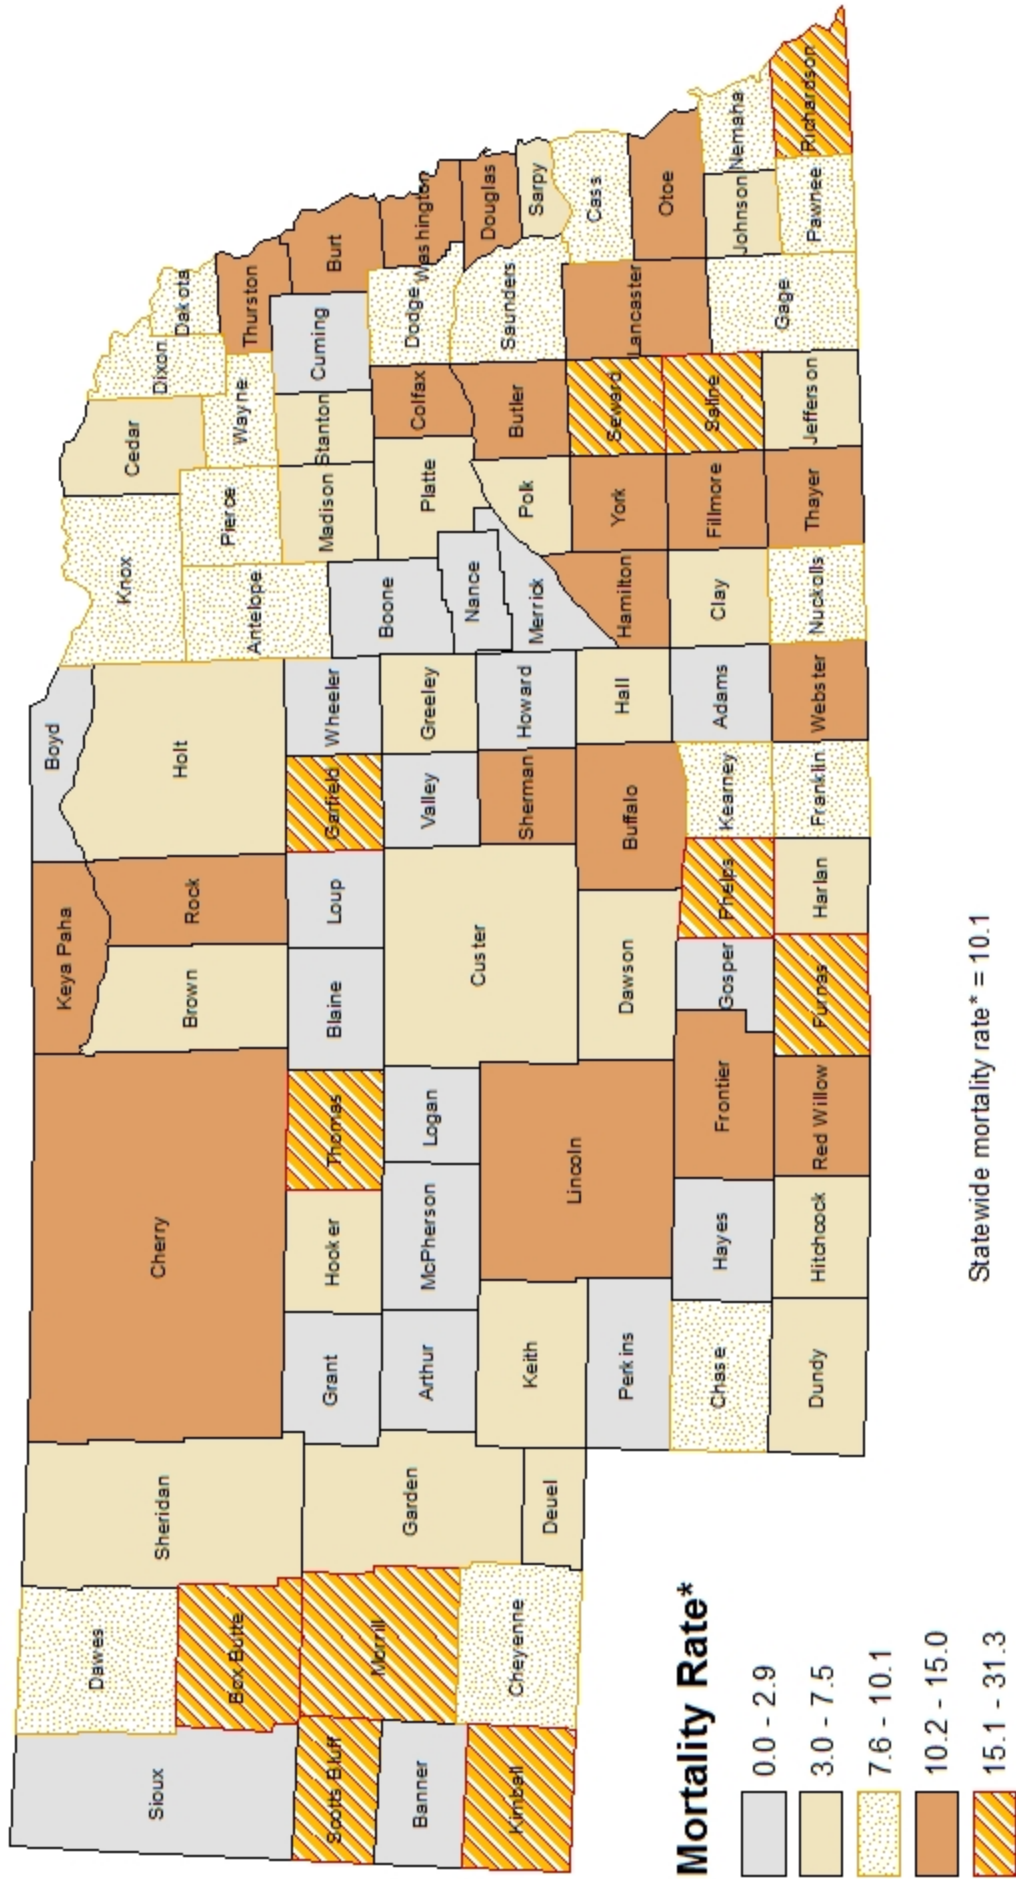 Sioux
Dawes
Sheridan
Cherry
Keya Paha
Boyd
Box Butte
Brown
Rock
Holt
Knox
Cedar
Dixon
Dakota
Scotts Bluff
Morrill
Garden
Grant
Hooker
Thomas
Blaine
Loup
Garfield
Wheeler
Antelope
Pierce
Wayne
Thurston
Banner
Arthur
McPherson
Logan
Custer
Valley
Greeley
Boone
Madison
Stanton
Cuming
Burt
Kimball
Cheyenne
Deuel
Keith
Lincoln
Sherman
Howard
Nance
Merrick
Platte
Colfax
Dodge
Washington
Perkins
Dawson
Buffalo
Hall
Hamilton
Polk
Butler
Saunders
Douglas
Sarpy
Chase
Hayes
Frontier
Gosper
Phelps
Kearney
Adams
Clay
York
Seward
Lancaster
Cass
Otoe
Dundy
Hitchcock
Red Willow
Furnas
Harlan
Franklin
Webster
Nuckolls
Fillmore
Thayer
Saline
Jefferson
Gage
Johnson
Nemaha
Pawnee
Richardson
Mortality Rate*
0.0 - 2.9
3.0 - 7.5
7.6 - 10.1
10.2 - 15.0
15.1 - 31.3
Statewide mortality rate* = 10.1